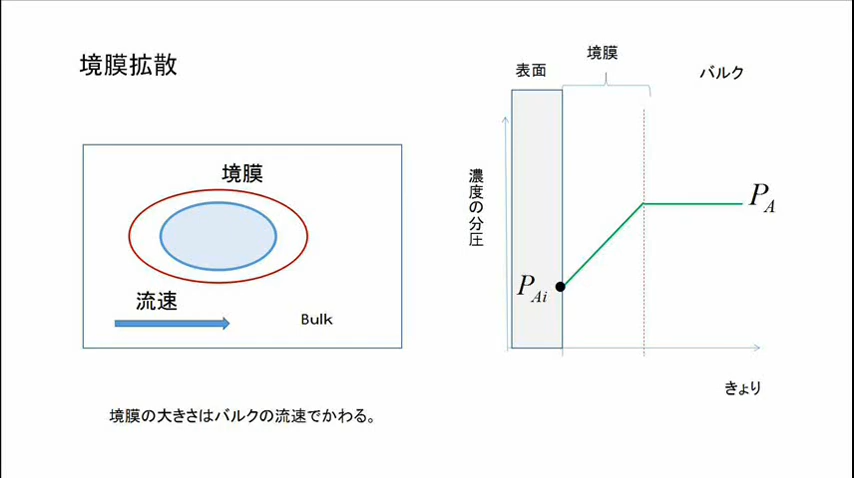 境膜拡散
境膜
流速
Bulk
境膜の大きさはバルクの流速でかわる。
表面
境膜
バルク
濃度の分圧
P_A
P_Ai
きょり